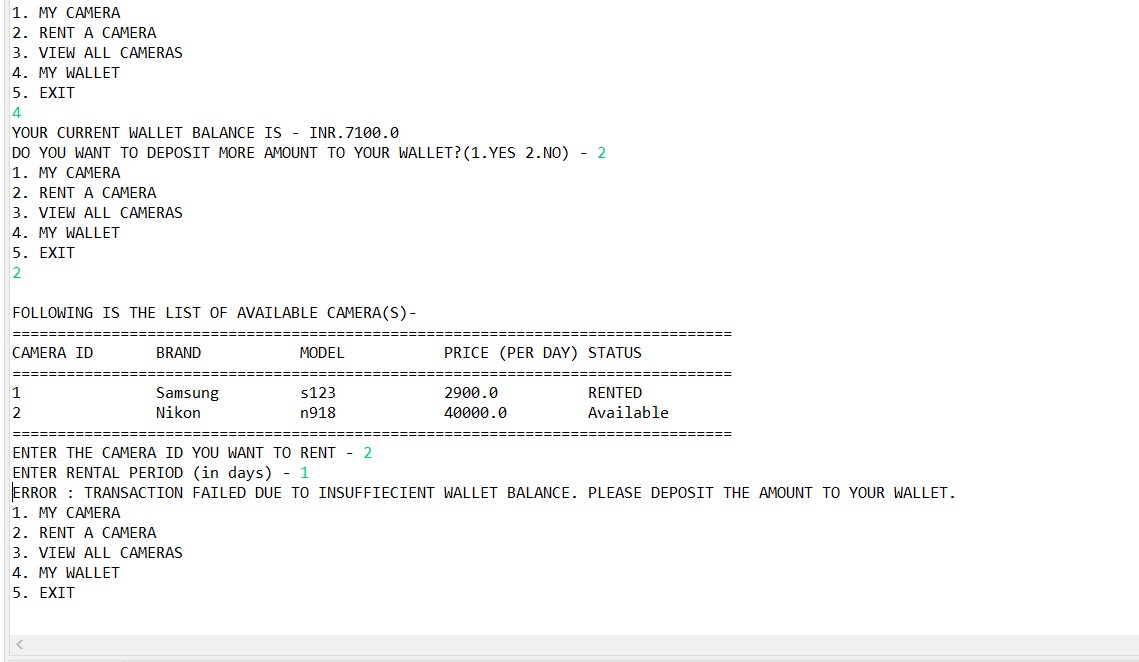 1. MY CAMERA
2. RENT A CAMERA
3. VIEW ALL CAMERAS
4. MY WALLET
5. EXIT
4
YOUR CURRENT WALLET BALANCE IS - INR.7100.0
DO YOU WANT TO DEPOSIT MORE AMOUNT TO YOUR WALLET?(1.YES 2.NO) - 2
1. MY CAMERA
2. RENT A CAMERA
3. VIEW ALL CAMERAS
4. MY WALLET
5. EXIT
2
FOLLOWING IS THE LIST OF AVAILABLE CAMERA(S)-
================================================================================
CAMERA ID       BRAND           MODEL           PRICE (PER DAY) STATUS
================================================================================
1               Samsung         s123            2900.0          RENTED
2               Nikon           n918            40000.0         Available
================================================================================
ENTER THE CAMERA ID YOU WANT TO RENT - 2
ENTER RENTAL PERIOD (in days) - 1
ERROR : TRANSACTION FAILED DUE TO INSUFFIECIENT WALLET BALANCE. PLEASE DEPOSIT THE AMOUNT TO YOUR WALLET.
1. MY CAMERA
2. RENT A CAMERA
3. VIEW ALL CAMERAS
4. MY WALLET
5. EXIT